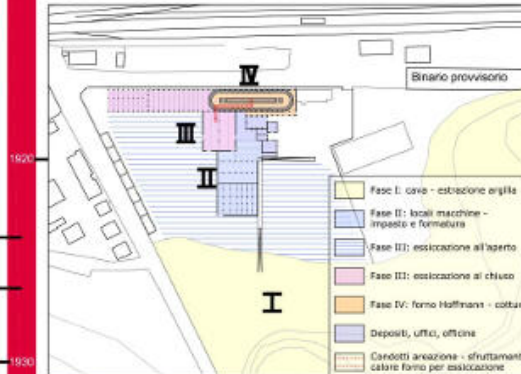 IV
Binario provvisorio
III
1920
II
Fase I: cava - estrazione argilla
Fase II: locali macchine -
impasto e formatura
Fase III: essiccazione all'aperto
Fase III: essiccazione al chiuso
I
Fase IV: forno Hoffmann - cottur
Depositi, uffici, officine
Condotti areazione - sfruttament
calore forno per essiccazione
1930